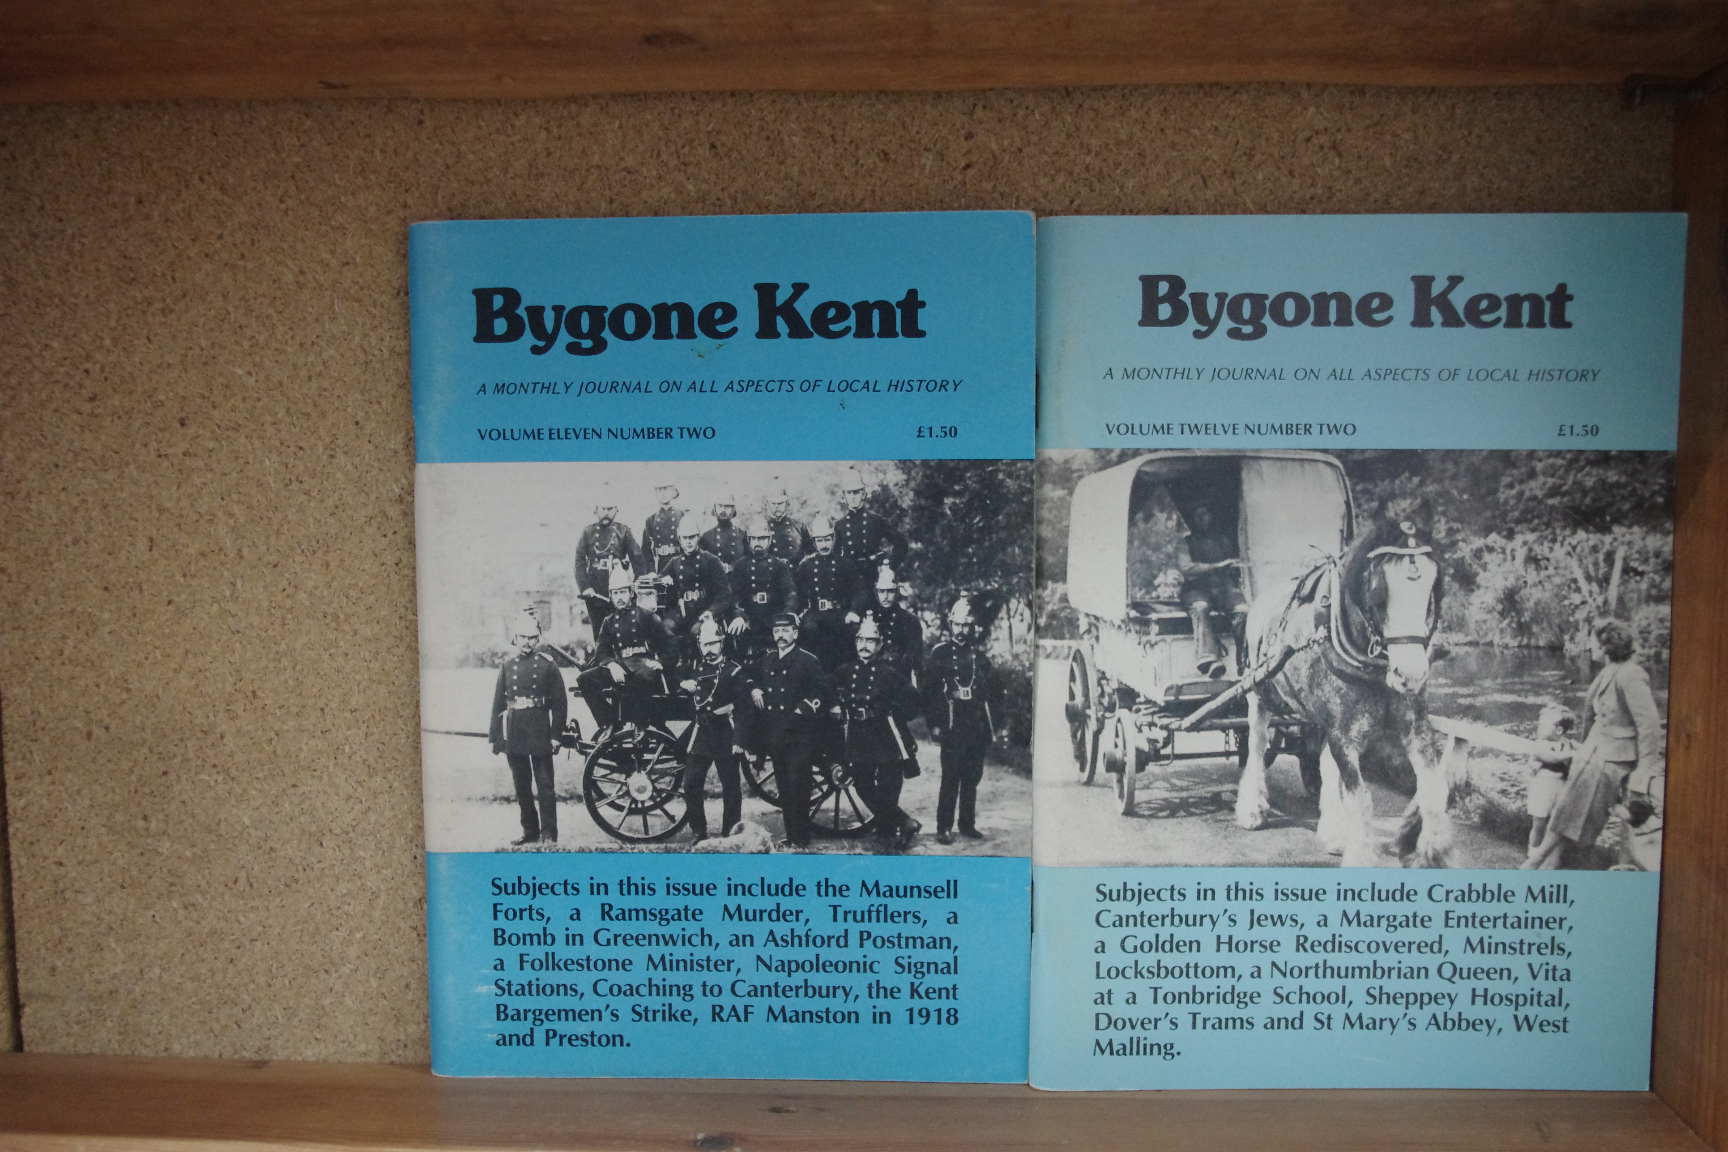 Bygone Kent
A MONTHLY JOURNAL ON ALL ASPECTS OF LOCAL HISTORY
VOLUME ELEVEN NUMBER TWO £1.50
Subjects in this issue include the Maunsell
Forts, a Ramsgate Murder, Trufflers, a
Bomb in Greenwich, an Ashford Postman,
a Folkestone Minister, Napoleonic Signal
Stations, Coaching to Canterbury, the Kent
Bargemen's Strike, RAF Manston in 1918
and Preston.
Bygone Kent
A MONTHLY JOURNAL ON ALL ASPECTS OF LOCAL HISTORY
VOLUME TWELVE NUMBER TWO £1.50
Subjects in this issue include Crabble Mill,
Canterbury's Jews, a Margate Entertainer,
a Golden Horse Rediscovered, Minstrels,
Locksbottom, a Northumbrian Queen, Vita
at a Tonbridge School, Sheppey Hospital,
Dover's Trams and St Mary's Abbey, West
Malling.